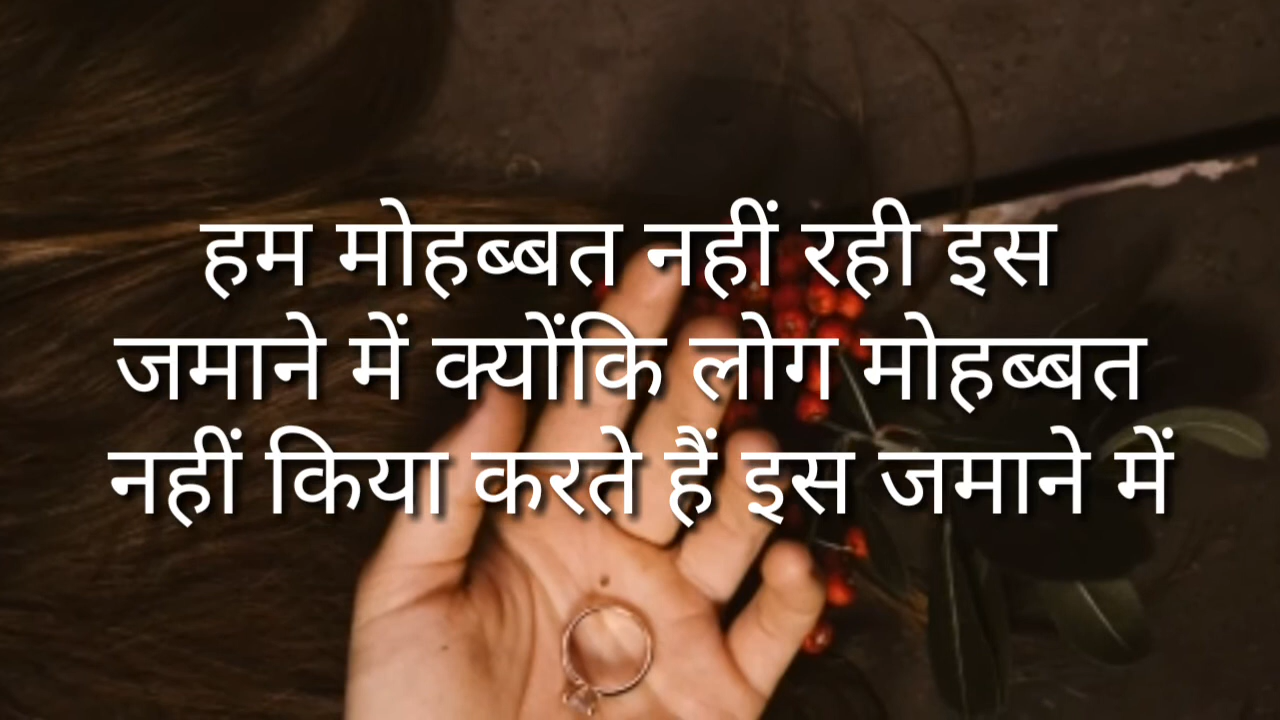 हम मोहब्बत नहीं रही इस
जमाने में क्योंकि लोग मोहब्बत
नहीं किया करते हैं इस जमाने में